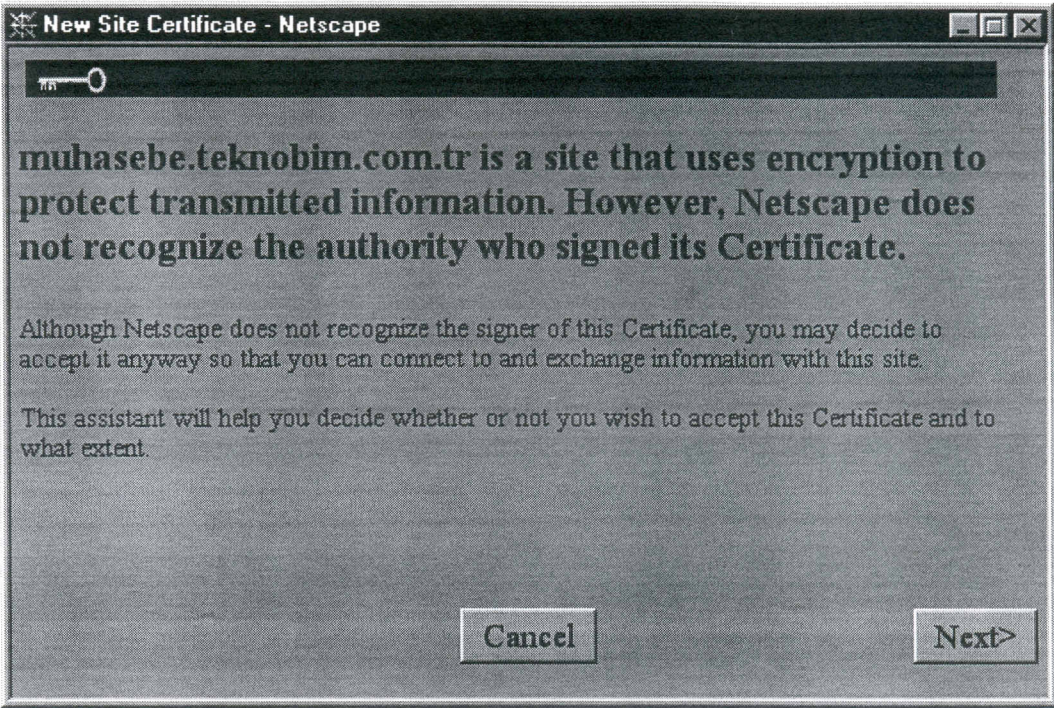 New Site Certificate - Netscape
muhasebe.teknobim.com.tr is a site that uses encryption to
protect transmitted information. However, Netscape does
not recognize the authority who signed its Certificate.
Although Netscape does not recognize the signer of this Certificate, you may decide to
accept it anyway so that you can connect to and exchange information with this site.
This assistant will help you decide whether or not you wish to accept this Certificate and to
what extent.
Cancel
Next>